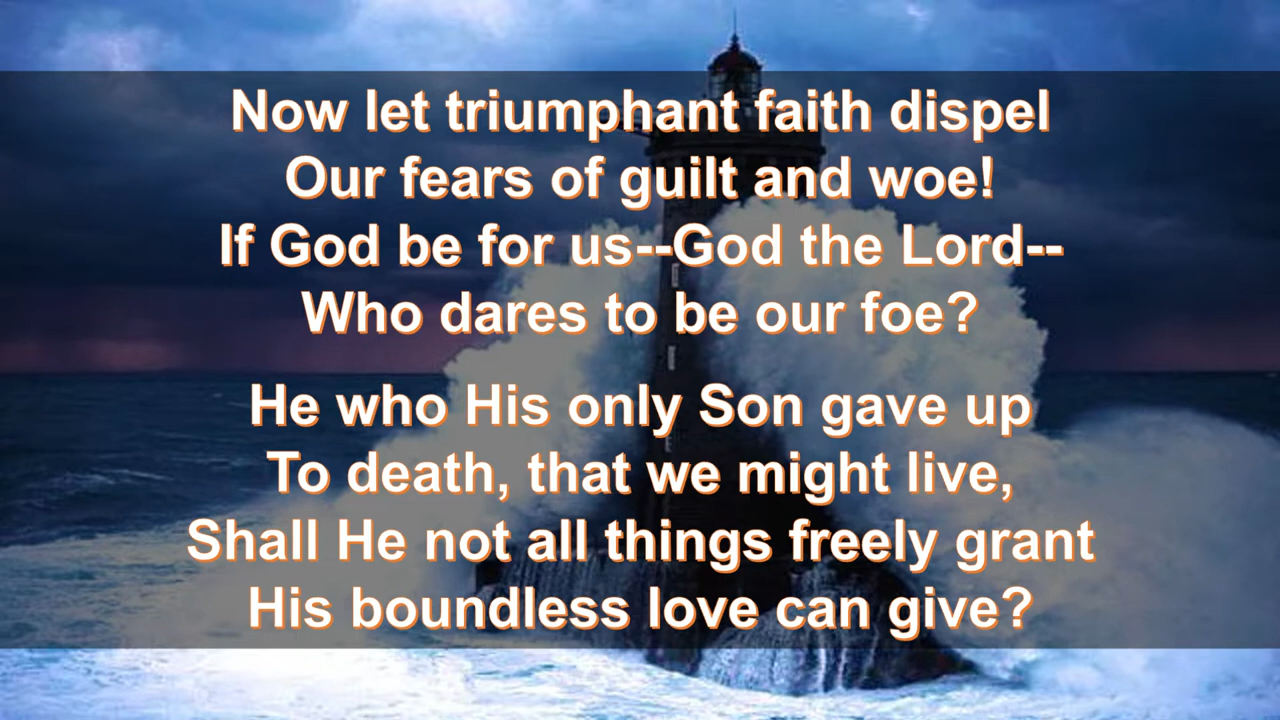 Now let triumphant faith dispel
Our fears of guilt and woe!
If God be for us--God the Lord--
Who dares to be our foe?
He who His only Son gave up
To death, that we might live,
Shall He not all things freely grant
His boundless love can give?